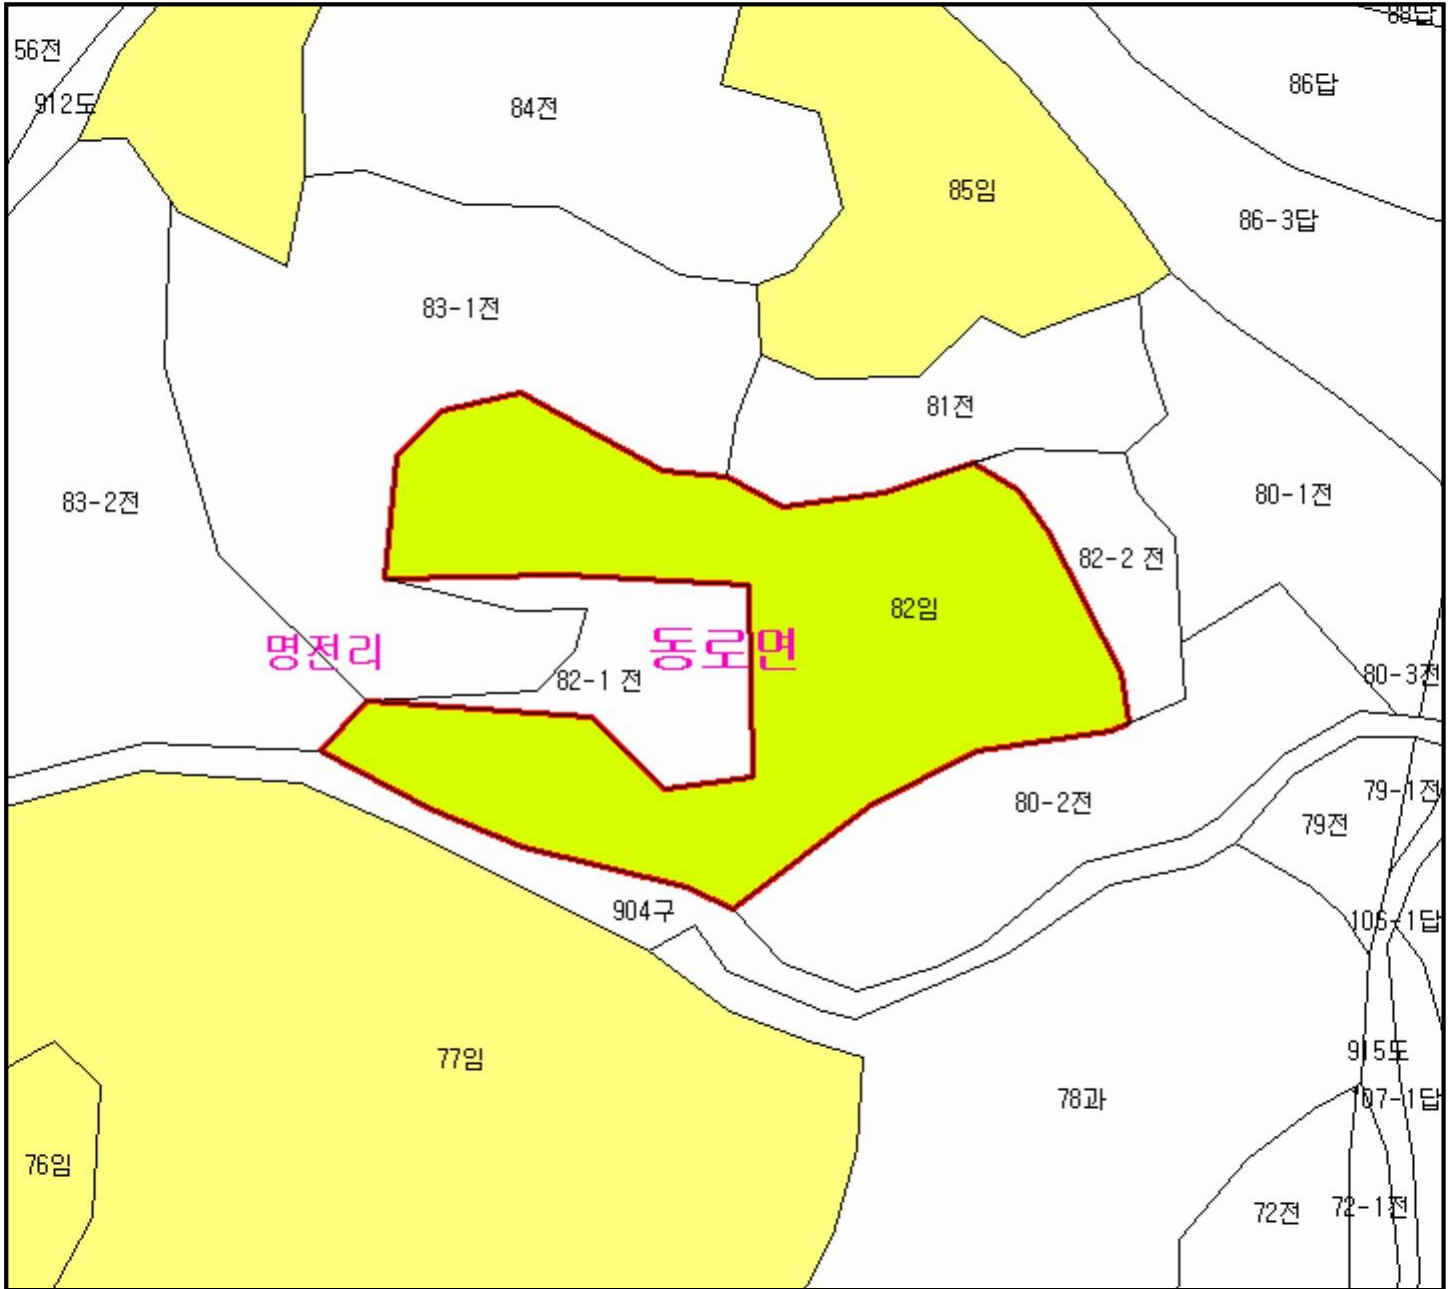 88답
56전
86답
912도
84전
85임
86-3답
83-1전
81전
83-2전
80-1전
82-2 전
82임
명전리
동로면
80-3전
82-1 전
79-1전
80-2전
79전
904구
106-1답
915도
77임
78과
107-1답
76임
72전
72-1전